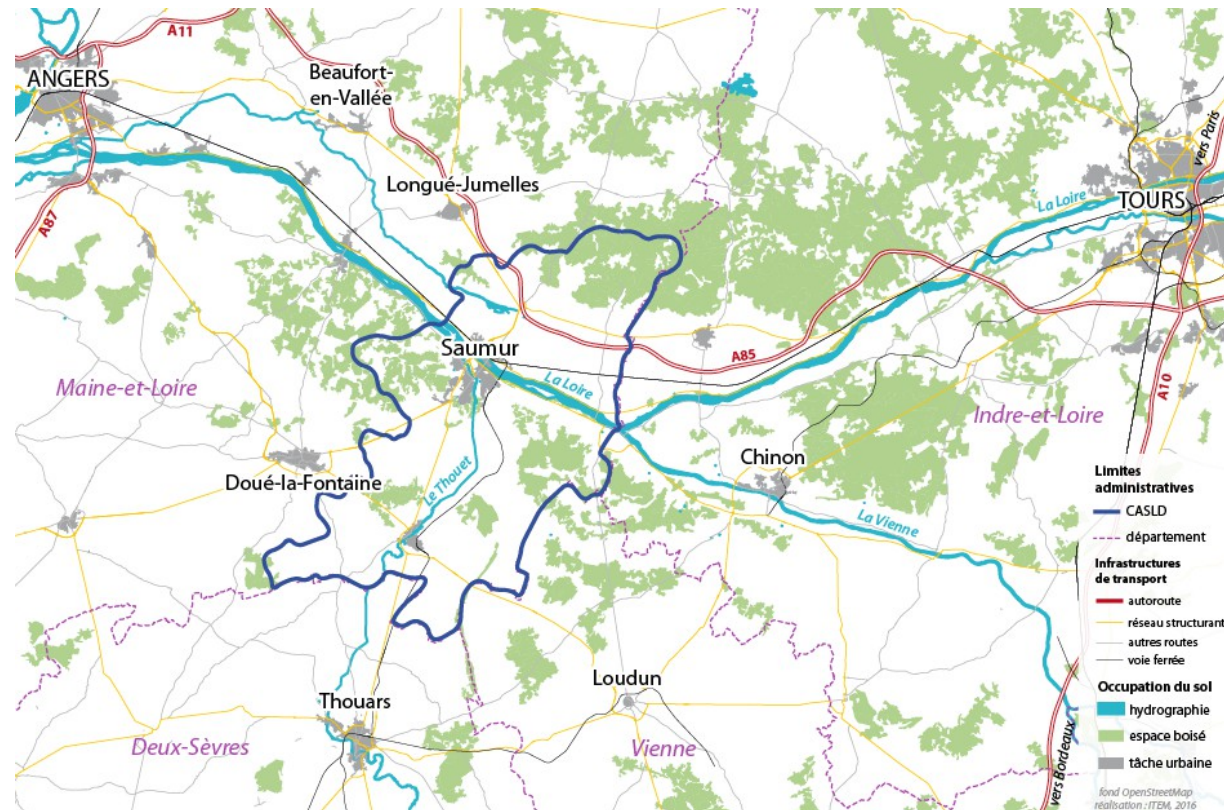 A11
ANGERS
Beaufort-
en-Vallée
vers Paris
Longué-Jumelles
La Loire
TOURS
A87
Saumur
A85
Maine-et-Loire
La Loire
A10
Indre-et-Loire
Chinon
Doué-la-Fontaine
Le Thouet
La Vienne
Loudun
Thouars
Deux-Sèvres
Vienne
vers Bordeaux
Limites
administratives
CASLD
département
Infrastructures
de transport
autoroute
réseau structurant
autres routes
voie ferrée
Occupation du sol
hydrographie
espace boisé
tâche urbaine
fond OpenStreetMap
réalisation : ITEM, 2016